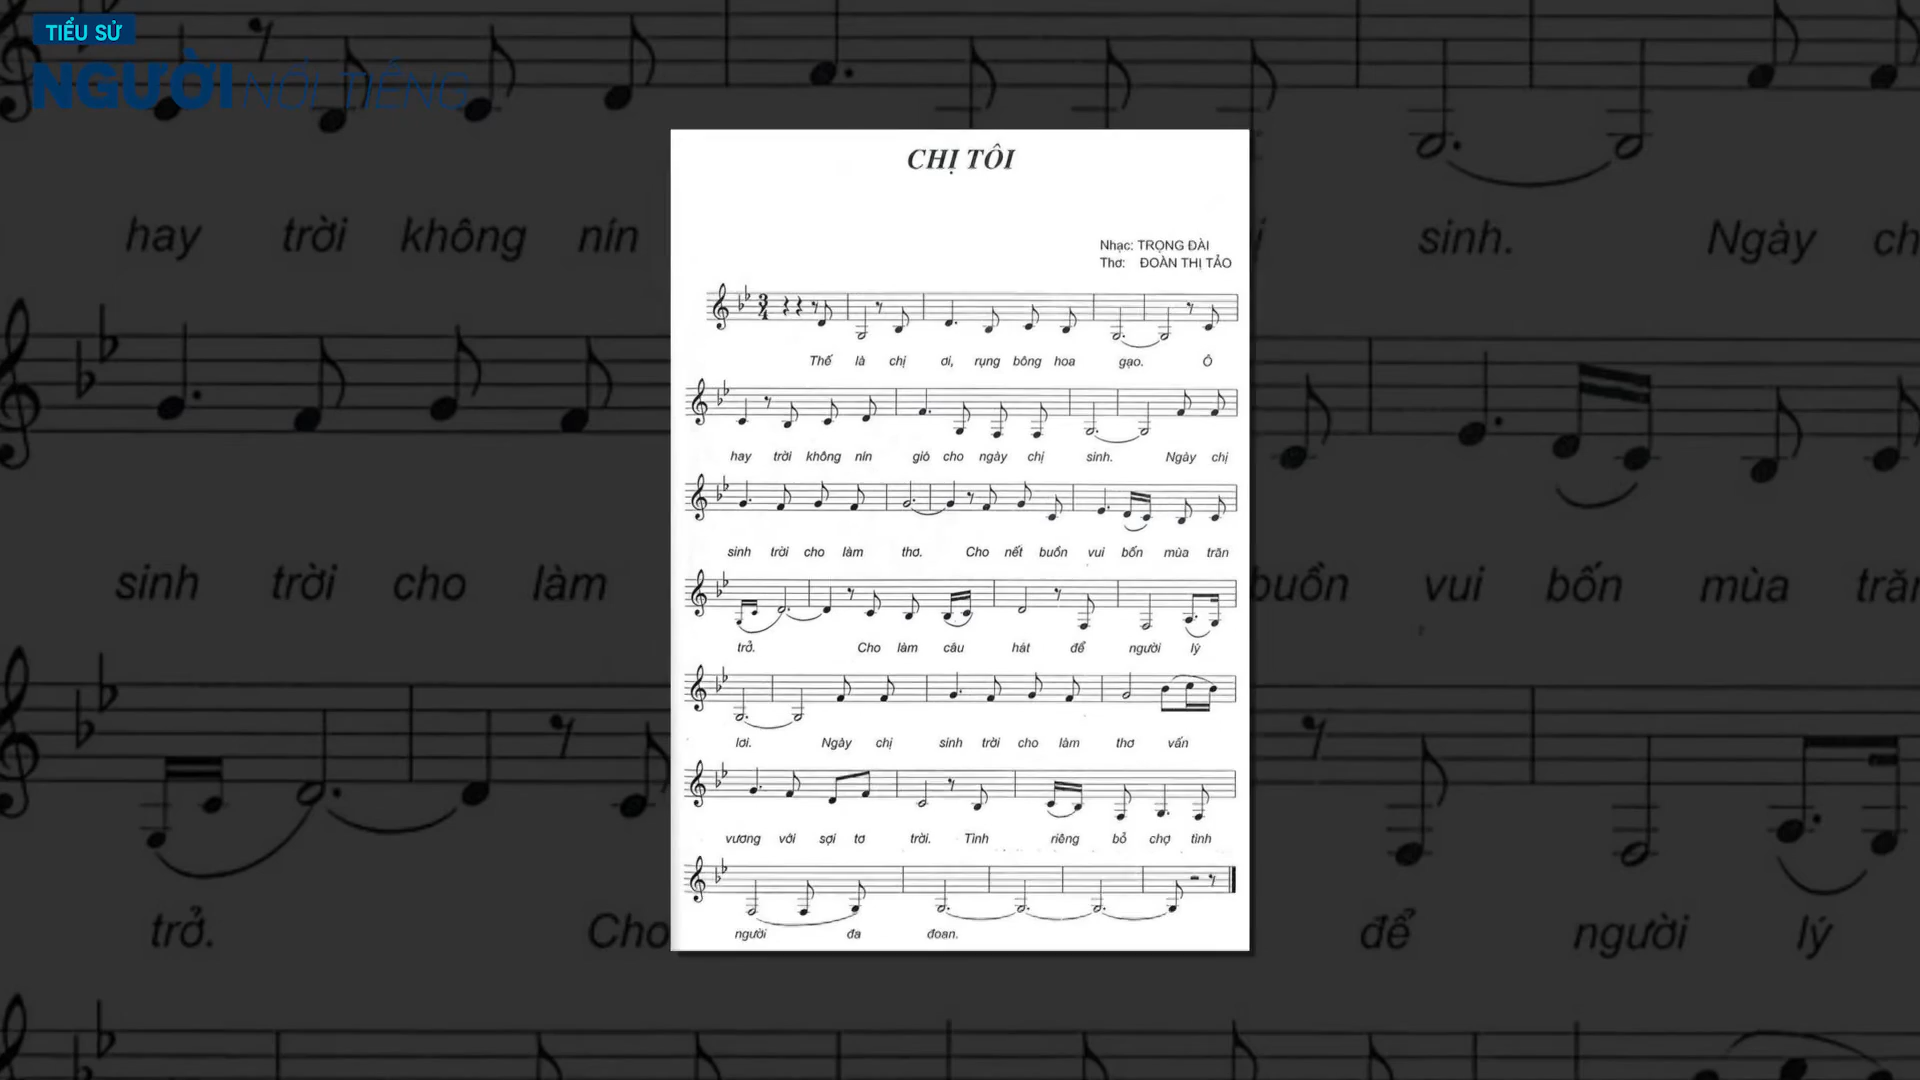 TIỂU SỬ
NGƯỜI NỔI TIẾNG
CHỊ TÔI
Nhạc: TRỌNG ĐÀI
Thơ: ĐOÀN THỊ TẢO
3/4
Thế là chị ơi, rụng bông hoa gạo. Ô
hay trời không nín gió cho ngày chị sinh. Ngày chị
sinh trời cho làm thơ. Cho nết buồn vui bốn mùa trăn
trở. Cho làm câu hát để người lý
lơi. Ngày chị sinh trời cho làm thơ vấn
vương với sợi tơ trời. Tình riêng bỏ chợ tình
người đa đoan.
hay trời không nín sinh. Ngày ch
sinh trời cho làm buồn vui bốn mùa trăn
trở. Cho để người lý